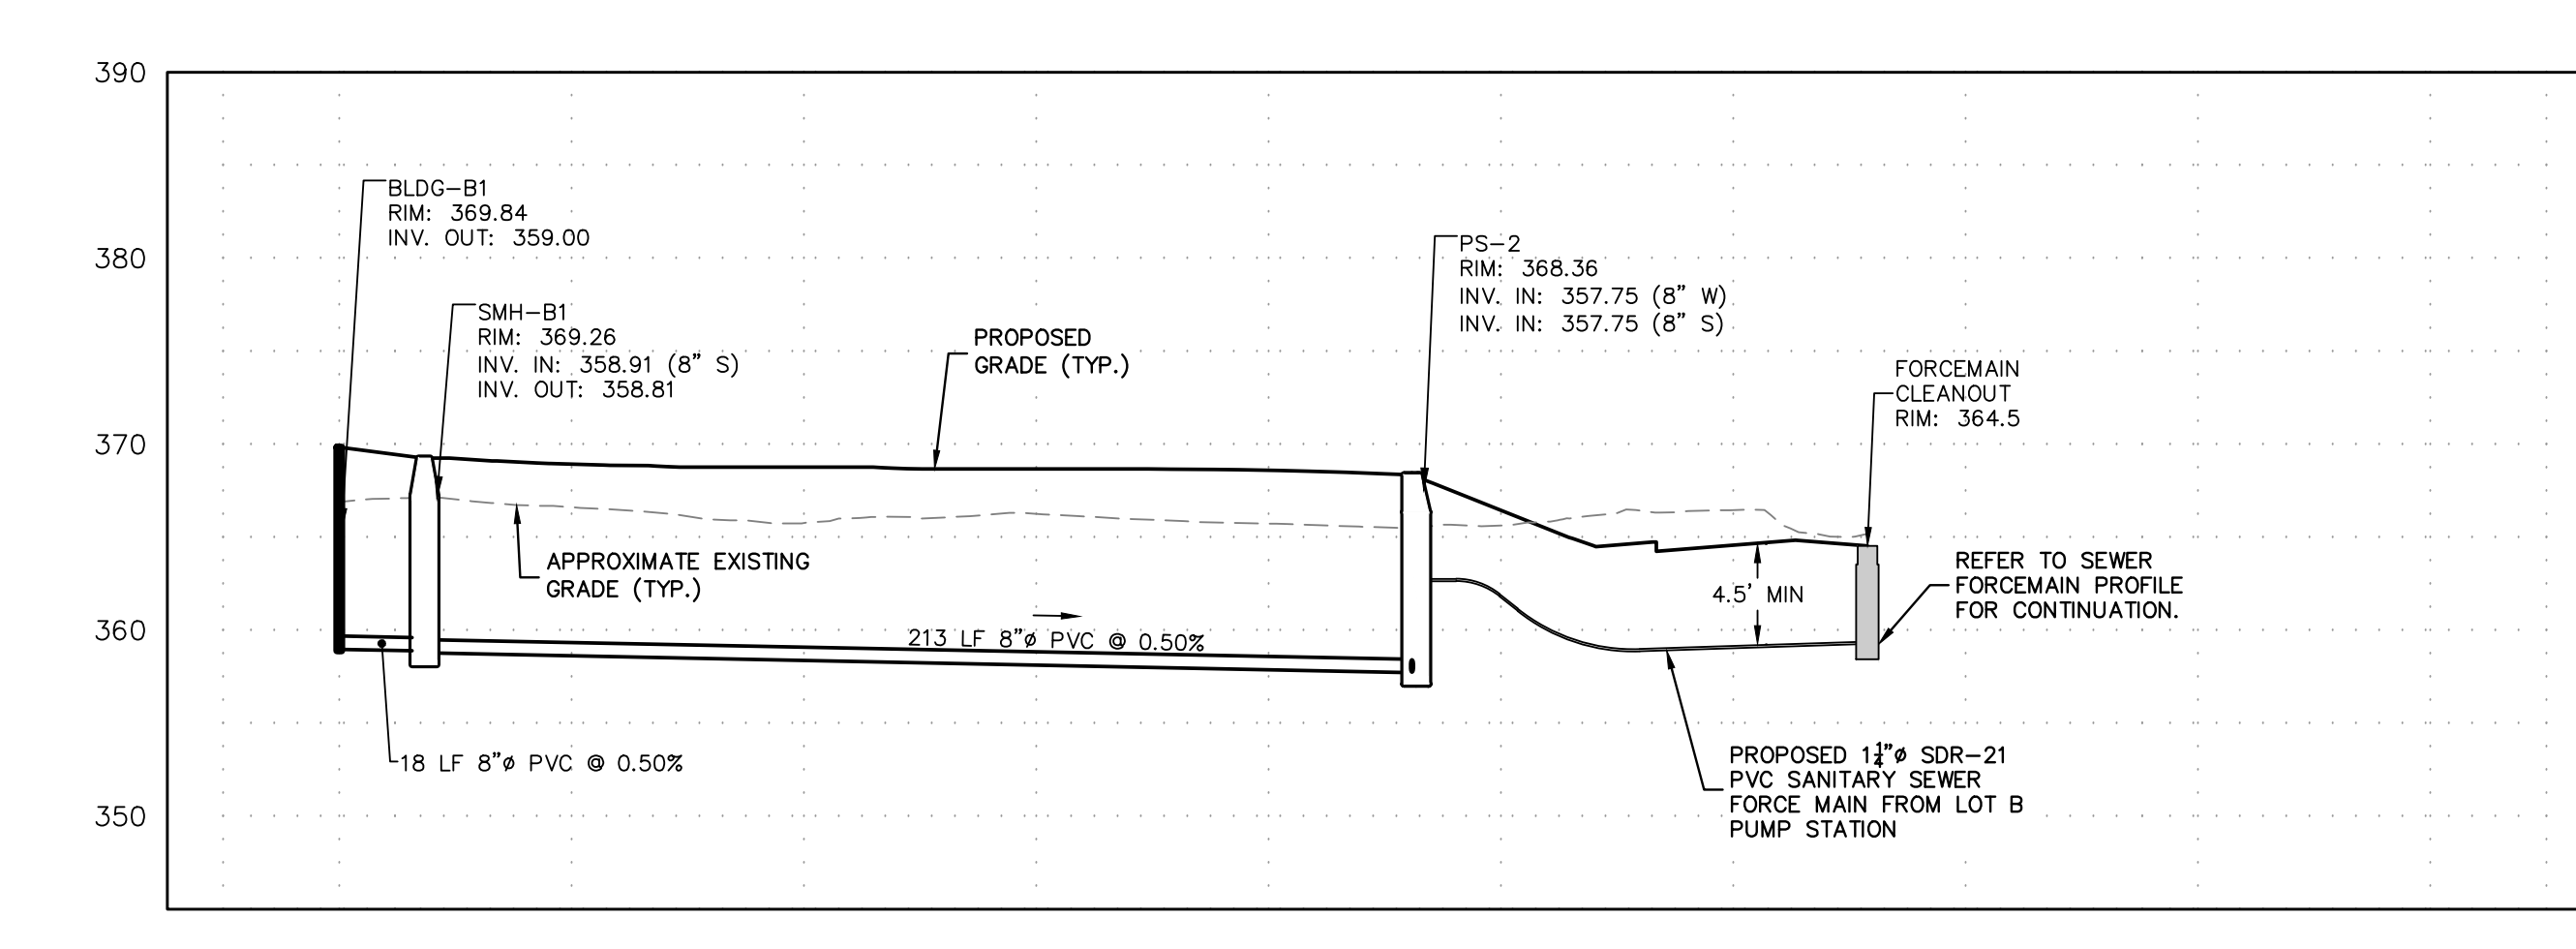 390
380
370
360
350
BLDG-B1
RIM: 369.84
INV. OUT: 359.00
SMH-B1
RIM: 369.26
INV. IN: 358.91 (8" S)
INV. OUT: 358.81
PROPOSED
GRADE (TYP.)
PS-2
RIM: 368.36
INV. IN: 357.75 (8" W)
INV. IN: 357.75 (8" S)
FORCEMAIN
CLEANOUT
RIM: 364.5
APPROXIMATE EXISTING
GRADE (TYP.)
4.5' MIN
REFER TO SEWER
FORCEMAIN PROFILE
FOR CONTINUATION.
213 LF 8"ø PVC @ 0.50%
18 LF 8"ø PVC @ 0.50%
PROPOSED 1¼"ø SDR-21
PVC SANITARY SEWER
FORCE MAIN FROM LOT B
PUMP STATION